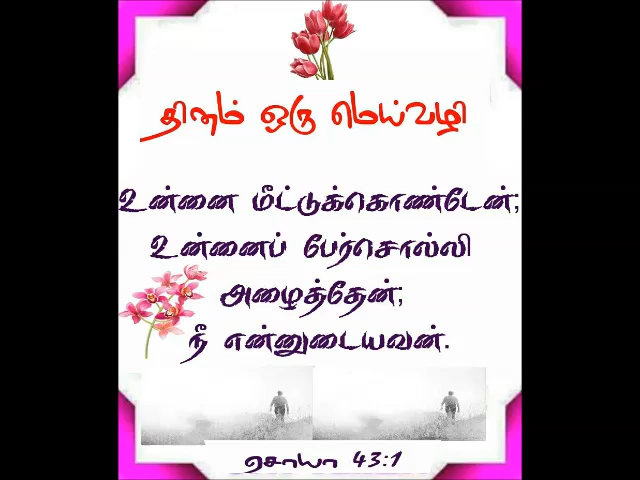 தினம் ஒரு மெய்வழி
உன்னை மீட்டுக்கொண்டேன்;
உன்னைப் பேர்சொல்லி
அழைத்தேன்;
நீ என்னுடையவன்.
ஏசாயா 43:1